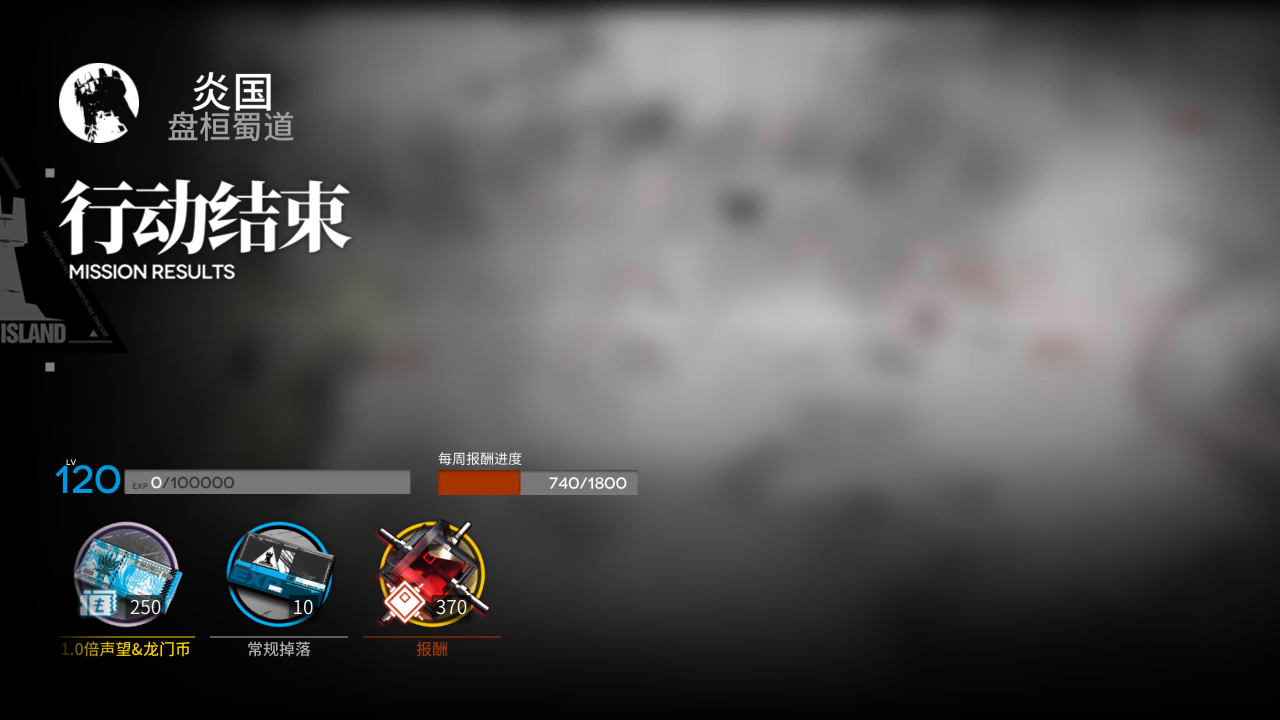 炎国
盘桓蜀道
行动结束
MISSION RESULTS
ISLAND
LV
120
EXP 0/100000
每周报酬进度
740/1800
250
10
370
1.0倍声望&龙门币
常规掉落
报酬